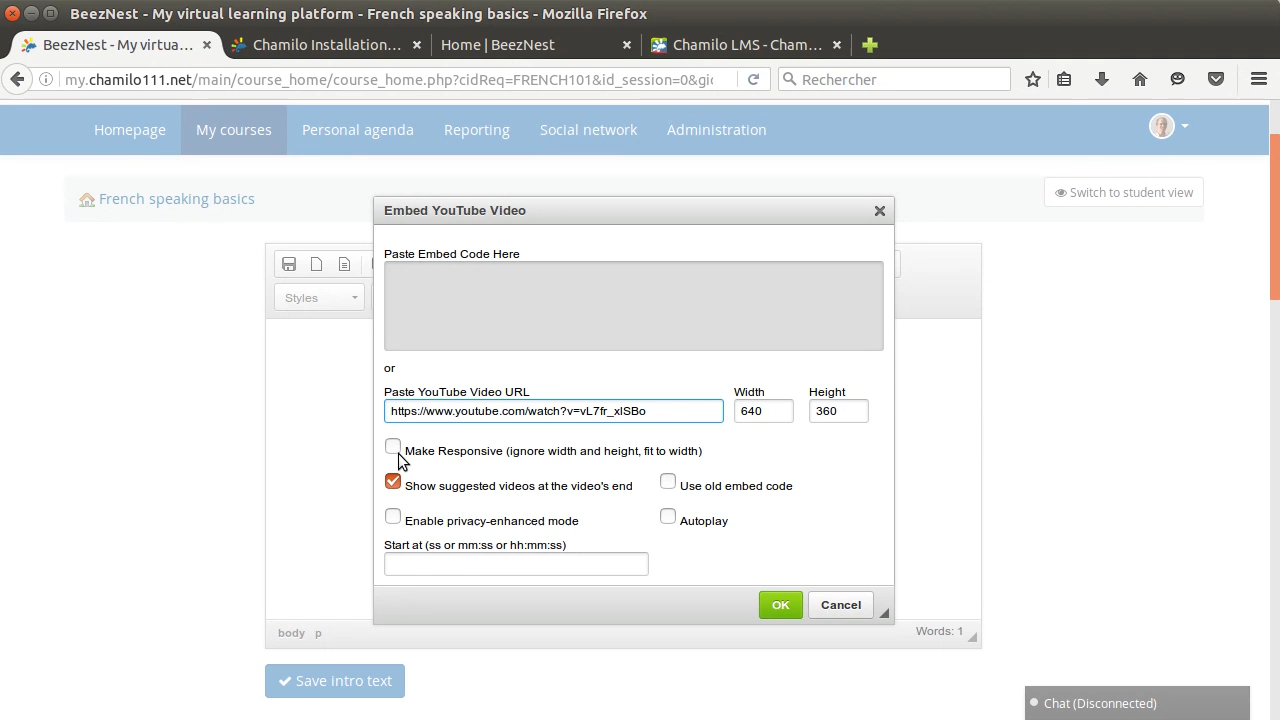 BeezNest - My virtual learning platform - French speaking basics - Mozilla Firefox
BeezNest - My virtua... Chamilo Installation... Home | BeezNest Chamilo LMS - Cham...
my.chamilo111.net/main/course_home/course_home.php?cidReq=FRENCH101&id_session=0&gic Rechercher
Homepage My courses Personal agenda Reporting Social network Administration
French speaking basics Switch to student view
Embed YouTube Video
Paste Embed Code Here
Styles
or
Paste YouTube Video URL Width Height
https://www.youtube.com/watch?v=vL7fr_xlSBo 640 360
Make Responsive (ignore width and height, fit to width)
Show suggested videos at the video's end Use old embed code
Enable privacy-enhanced mode Autoplay
Start at (ss or mm:ss or hh:mm:ss)
OK Cancel
body p Words: 1
Save intro text
Chat (Disconnected)